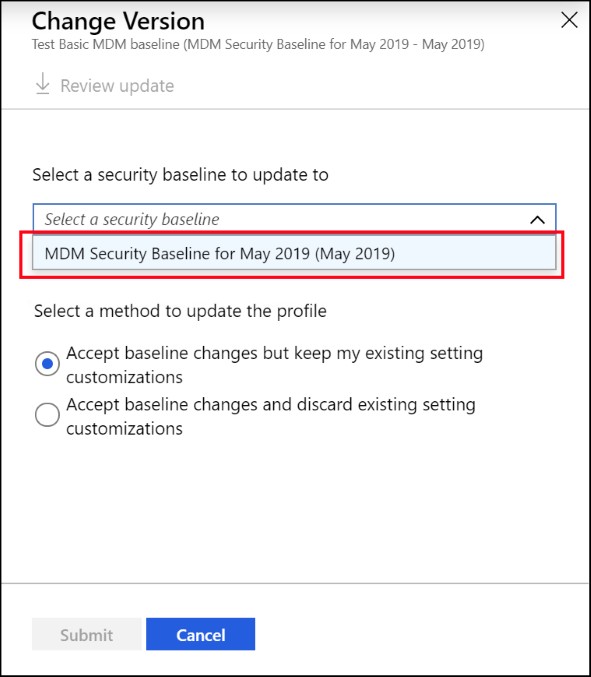 Change Version
Test Basic MDM baseline (MDM Security Baseline for May 2019 - May 2019)
Review update
Select a security baseline to update to
Select a security baseline
MDM Security Baseline for May 2019 (May 2019)
Select a method to update the profile
Accept baseline changes but keep my existing setting
customizations
Accept baseline changes and discard existing setting
customizations
Submit
Cancel